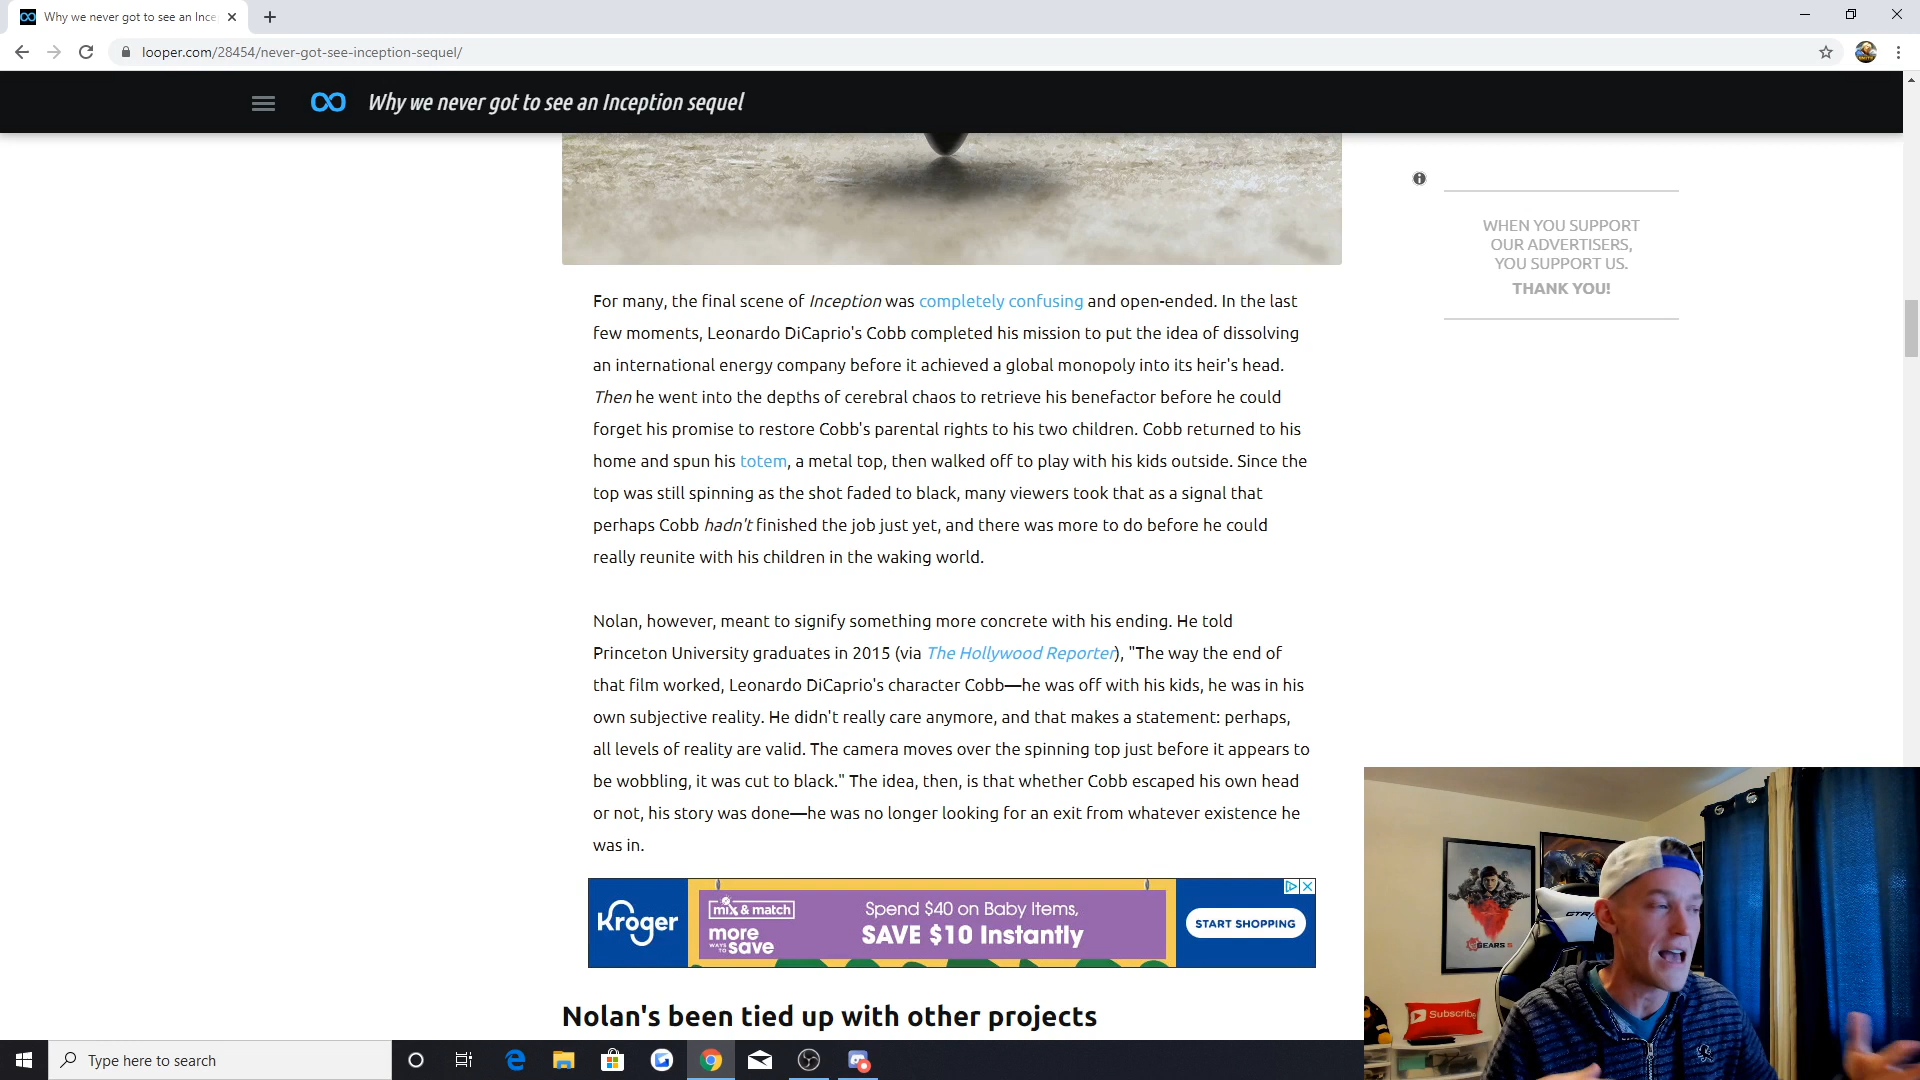 Why we never got to see an Ince
looper.com/28454/never-got-see-inception-sequel/
Why we never got to see an Inception sequel
WHEN YOU SUPPORT
OUR ADVERTISERS,
YOU SUPPORT US.
THANK YOU!
For many, the final scene of Inception was completely confusing and open-ended. In the last
few moments, Leonardo DiCaprio's Cobb completed his mission to put the idea of dissolving
an international energy company before it achieved a global monopoly into its heir's head.
Then he went into the depths of cerebral chaos to retrieve his benefactor before he could
forget his promise to restore Cobb's parental rights to his two children. Cobb returned to his
home and spun his totem, a metal top, then walked off to play with his kids outside. Since the
top was still spinning as the shot faded to black, many viewers took that as a signal that
perhaps Cobb hadn't finished the job just yet, and there was more to do before he could
really reunite with his children in the waking world.
Nolan, however, meant to signify something more concrete with his ending. He told
Princeton University graduates in 2015 (via The Hollywood Reporter), "The way the end of
that film worked, Leonardo DiCaprio's character Cobb—he was off with his kids, he was in his
own subjective reality. He didn't really care anymore, and that makes a statement: perhaps,
all levels of reality are valid. The camera moves over the spinning top just before it appears to
be wobbling, it was cut to black." The idea, then, is that whether Cobb escaped his own head
or not, his story was done—he was no longer looking for an exit from whatever existence he
was in.
Kroger
mix & match
more
WAYS TO
save
Spend $40 on Baby Items,
SAVE $10 Instantly
START SHOPPING
Nolan's been tied up with other projects
GEARS 5
GTRA
Subscribe
Type here to search